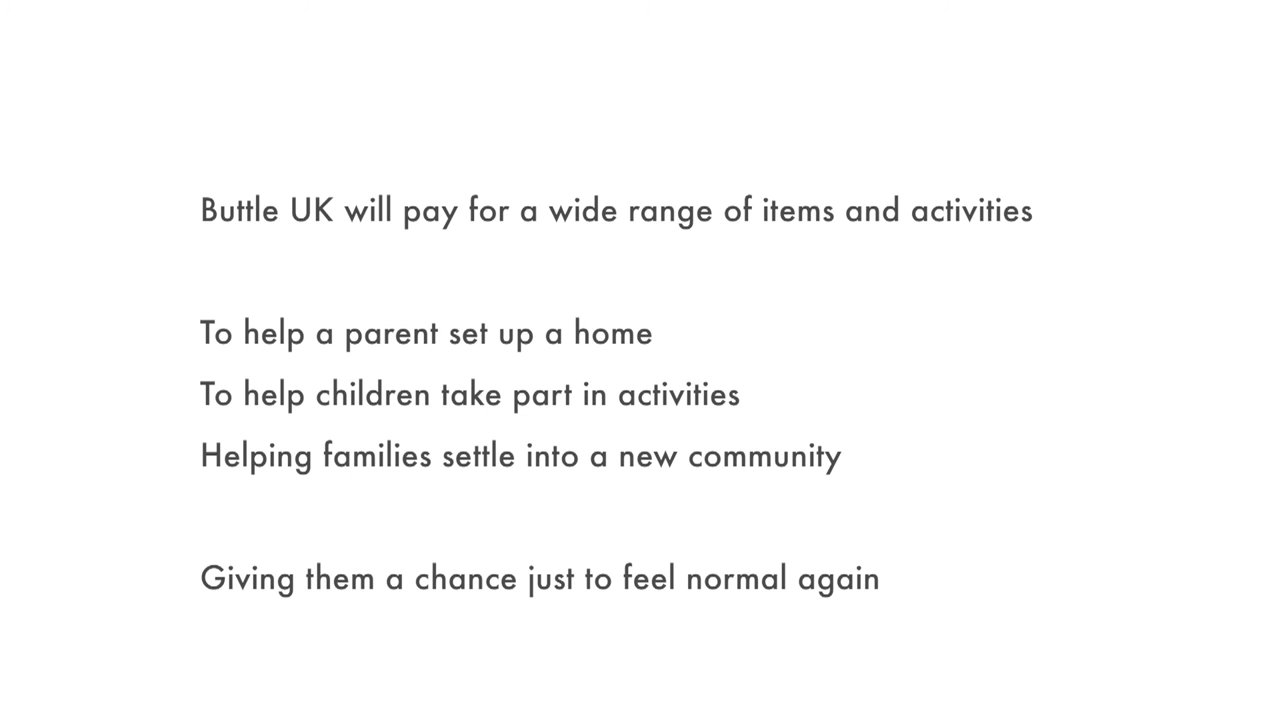 Buttle UK will pay for a wide range of items and activities
To help a parent set up a home
To help children take part in activities
Helping families settle into a new community
Giving them a chance just to feel normal again